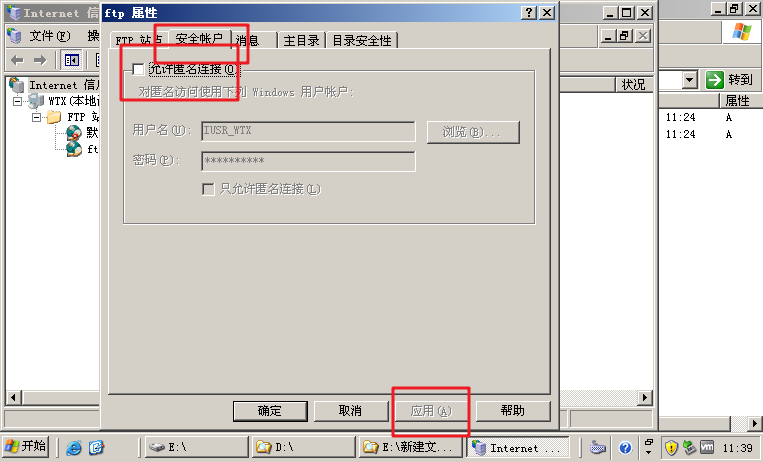 Internet 信
ftp 属性
文件(F) 操
FTP 站点 安全帐户 消息 主目录 目录安全性
允许匿名连接(O)
对匿名访问使用下列 Windows 用户帐户:
用户名(U): IUSR_WTX 浏览(B)...
密码(P): **********
只允许匿名连接(L)
确定 取消 应用(A) 帮助
Internet 信
WTX(本地
FTP 站
默
ft
状况
转到
属性
11:24 A
11:24 A
开始 E:\ D:\ E:\新建文... Internet ... 11:39